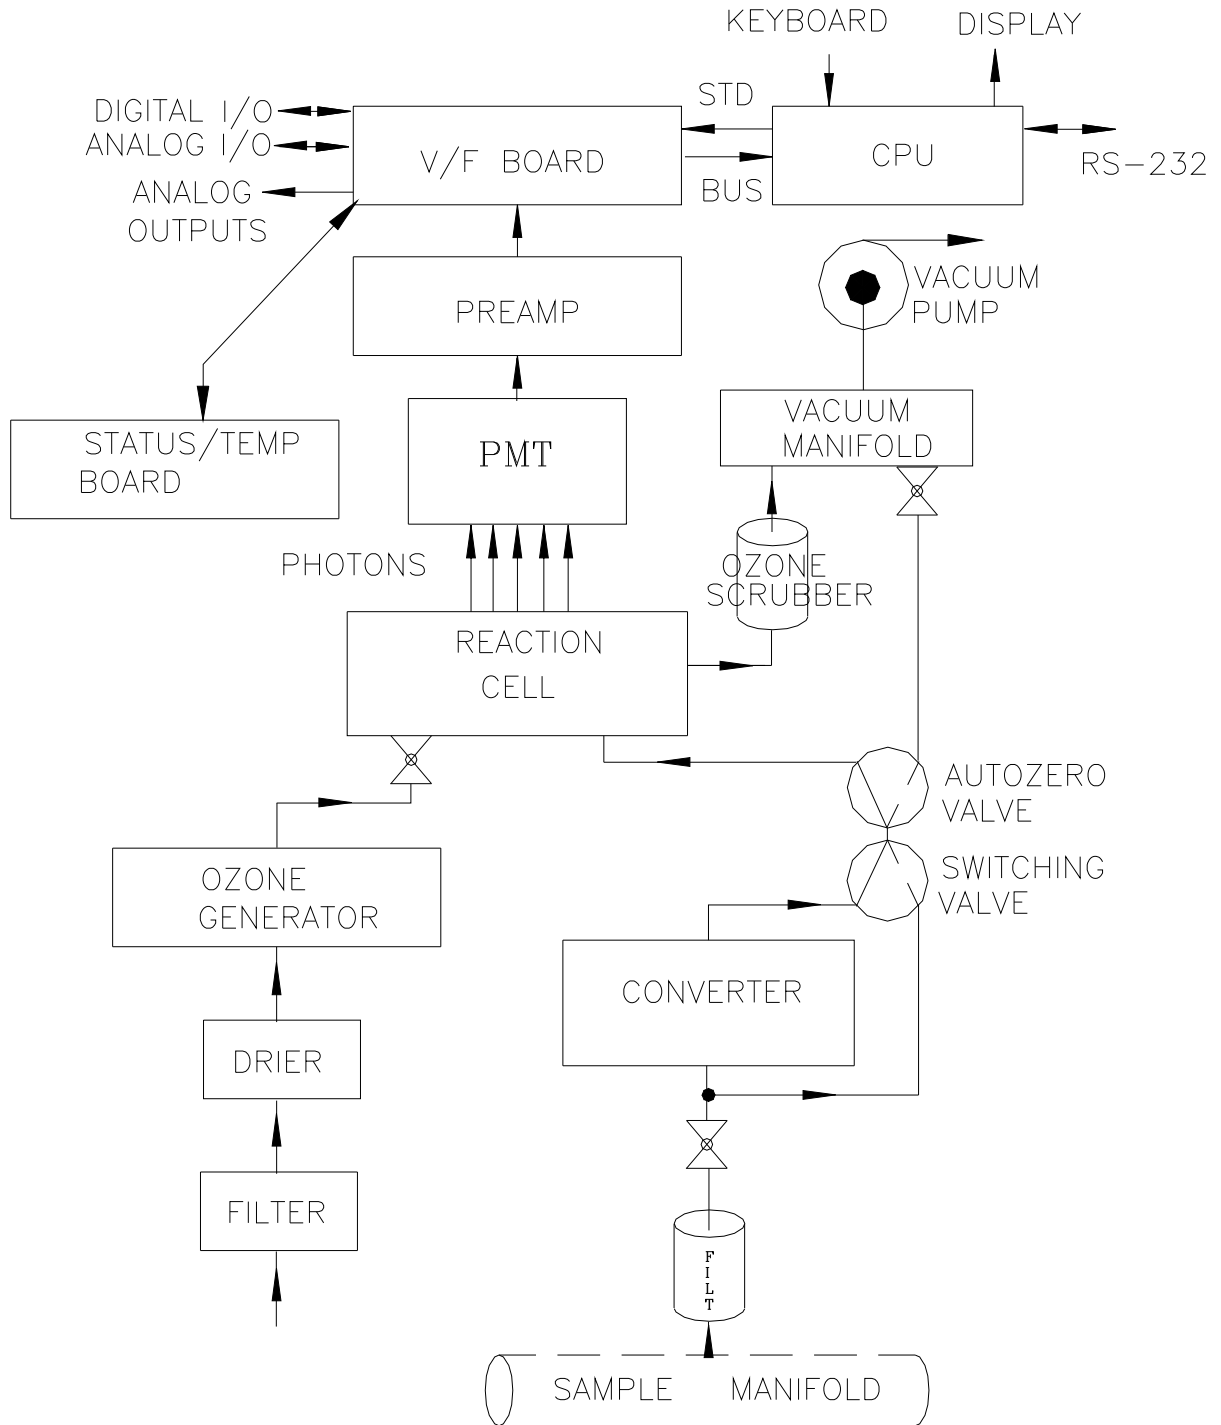 KEYBOARD
DISPLAY
STD
DIGITAL I/O
ANALOG I/O
V/F BOARD
CPU
RS-232
BUS
ANALOG
OUTPUTS
VACUUM
PUMP
PREAMP
VACUUM
MANIFOLD
STATUS/TEMP
BOARD
PMT
PHOTONS
OZONE
SCRUBBER
REACTION
CELL
AUTOZERO
VALVE
SWITCHING
VALVE
OZONE
GENERATOR
CONVERTER
DRIER
FILTER
FILT
SAMPLE MANIFOLD